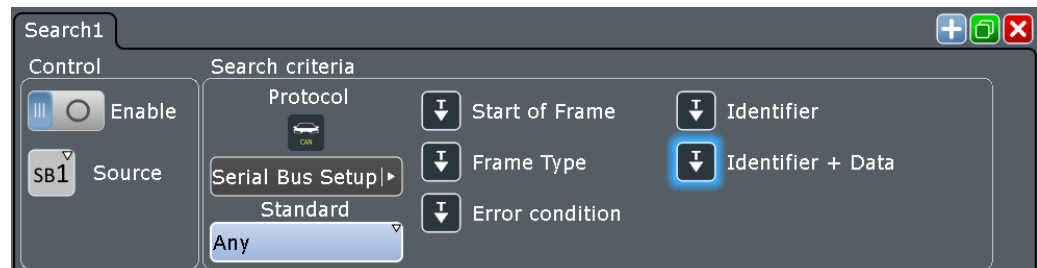 Search1
Control
Search criteria
Enable
SB1
Source
Protocol
CAN
Serial Bus Setup
Standard
Any
T
Start of Frame
T
Frame Type
T
Error condition
T
Identifier
T
Identifier + Data